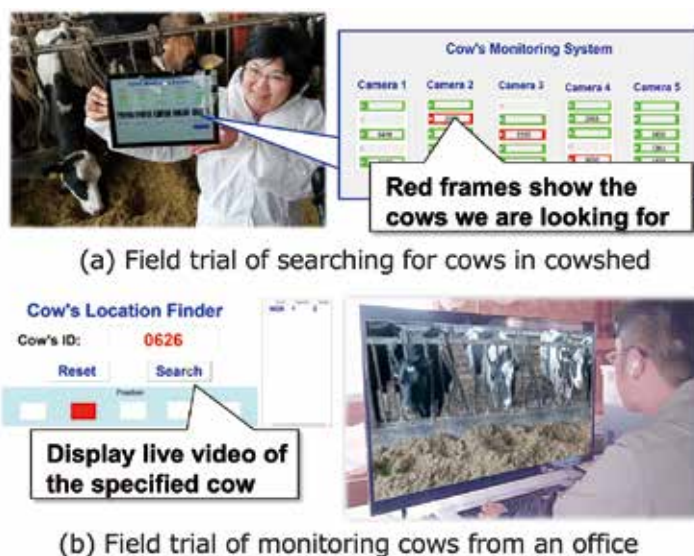 Cow's Monitoring System
Camera 1 Camera 2 Camera 3 Camera 4 Camera 5
Red frames show the
cows we are looking for
(a) Field trial of searching for cows in cowshed
Cow's Location Finder
Cow's ID: 0626
Reset Search
Position
Display live video of
the specified cow
(b) Field trial of monitoring cows from an office